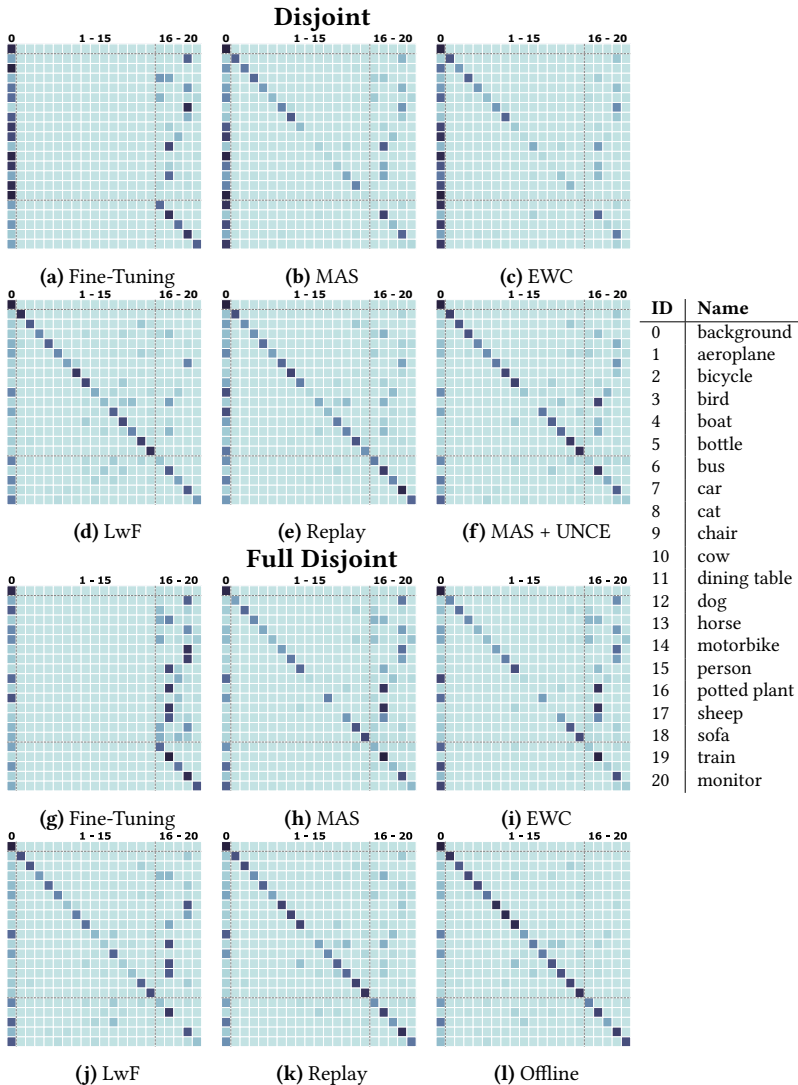 Disjoint
0 1 - 15 16 - 20 0 1 - 15 16 - 20 0 1 - 15 16 - 20
(a) Fine-Tuning (b) MAS (c) EWC
0 1 - 15 16 - 20 0 1 - 15 16 - 20 0 1 - 15 16 - 20
(d) LwF (e) Replay (f) MAS + UNCE
Full Disjoint
0 1 - 15 16 - 20 0 1 - 15 16 - 20 0 1 - 15 16 - 20
(g) Fine-Tuning (h) MAS (i) EWC
0 1 - 15 16 - 20 0 1 - 15 16 - 20 0 1 - 15 16 - 20
(j) LwF (k) Replay (l) Offline
ID Name
0 background
1 aeroplane
2 bicycle
3 bird
4 boat
5 bottle
6 bus
7 car
8 cat
9 chair
10 cow
11 dining table
12 dog
13 horse
14 motorbike
15 person
16 potted plant
17 sheep
18 sofa
19 train
20 monitor